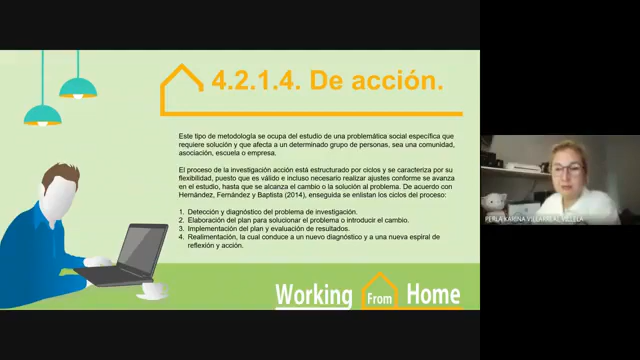 4.2.1.4. De acción.
Este tipo de metodología se ocupa del estudio de una problemática social específica que
requiere solución y que afecta a un determinado grupo de personas, sea una comunidad,
asociación, escuela o empresa.
El proceso de la investigación acción está estructurado por ciclos y se caracteriza por su
flexibilidad, puesto que es válido e incluso necesario realizar ajustes conforme se avanza
en el estudio, hasta que se alcanza el cambio o la solución al problema. De acuerdo con
Hernández, Fernández y Baptista (2014), enseguida se enlistan los ciclos del proceso:
1. Detección y diagnóstico del problema de investigación.
2. Elaboración del plan para solucionar el problema o introducir el cambio.
3. Implementación del plan y evaluación de resultados.
4. Realimentación, la cual conduce a un nuevo diagnóstico y a una nueva espiral de
reflexión y acción.
Working From Home
PERLA KARINA VILLARREAL VILLELA